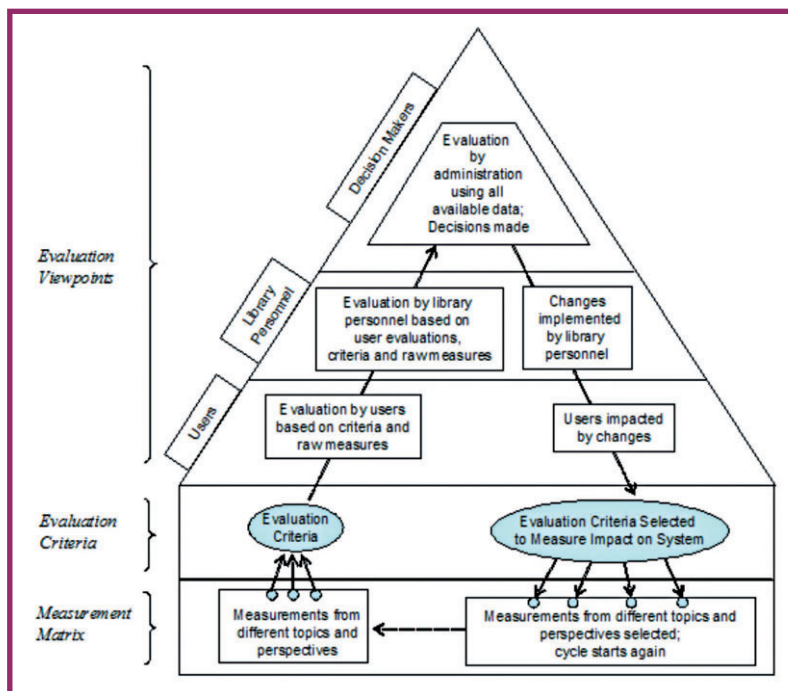 Decision Makers
Evaluation
by
administration
using all
available data;
Decisions made
Evaluation
Viewpoints
Library
Personnel
Evaluation by library
personnel based on
user evaluations,
criteria and raw measures
Changes
implemented
by library
personnel
Users
Evaluation by users
based on criteria and
raw measures
Users impacted
by changes
Evaluation
Criteria
Evaluation
Criteria
Evaluation Criteria Selected
to Measure Impact on System
Measurement
Matrix
Measurements from
different topics and
perspectives
Measurements from different topics and
perspectives selected;
cycle starts again